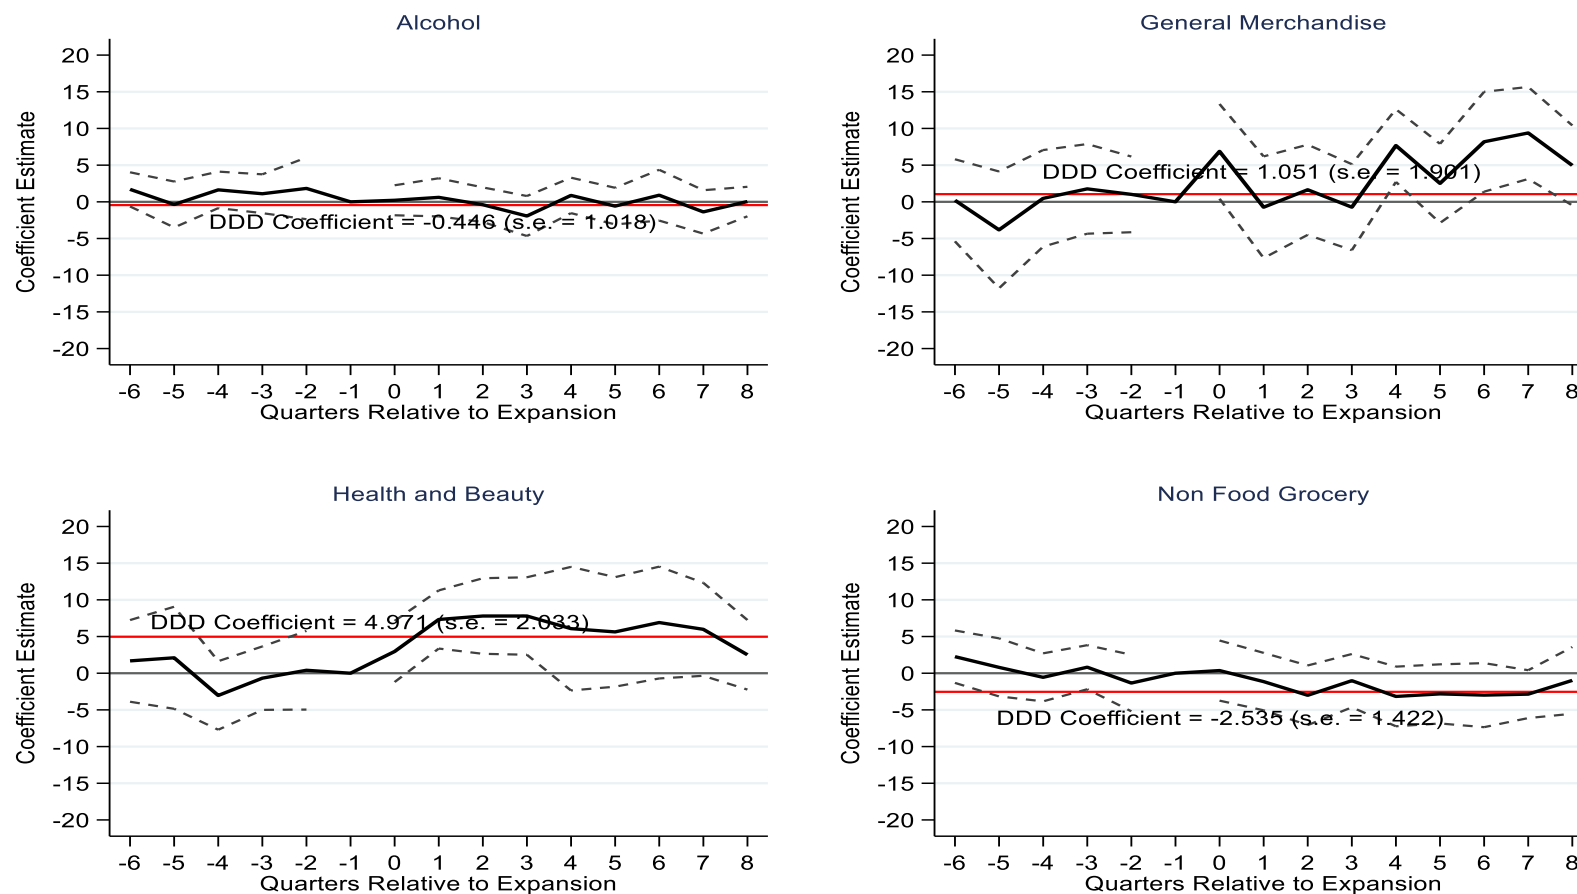 Alcohol
Coefficient Estimate
20
15
10
5
0
-5
-10
-15
-20
DDD Coefficient = -0.446 (s.e. = 1.018)
-6 -5 -4 -3 -2 -1 0 1 2 3 4 5 6 7 8
Quarters Relative to Expansion
General Merchandise
Coefficient Estimate
20
15
10
5
0
-5
-10
-15
-20
DDD Coefficient = 1.051 (s.e. = 1.901)
-6 -5 -4 -3 -2 -1 0 1 2 3 4 5 6 7 8
Quarters Relative to Expansion
Health and Beauty
Coefficient Estimate
20
15
10
5
0
-5
-10
-15
-20
DDD Coefficient = 4.971 (s.e. = 2.033)
-6 -5 -4 -3 -2 -1 0 1 2 3 4 5 6 7 8
Quarters Relative to Expansion
Non Food Grocery
Coefficient Estimate
20
15
10
5
0
-5
-10
-15
-20
DDD Coefficient = -2.535 (s.e. = 1.422)
-6 -5 -4 -3 -2 -1 0 1 2 3 4 5 6 7 8
Quarters Relative to Expansion